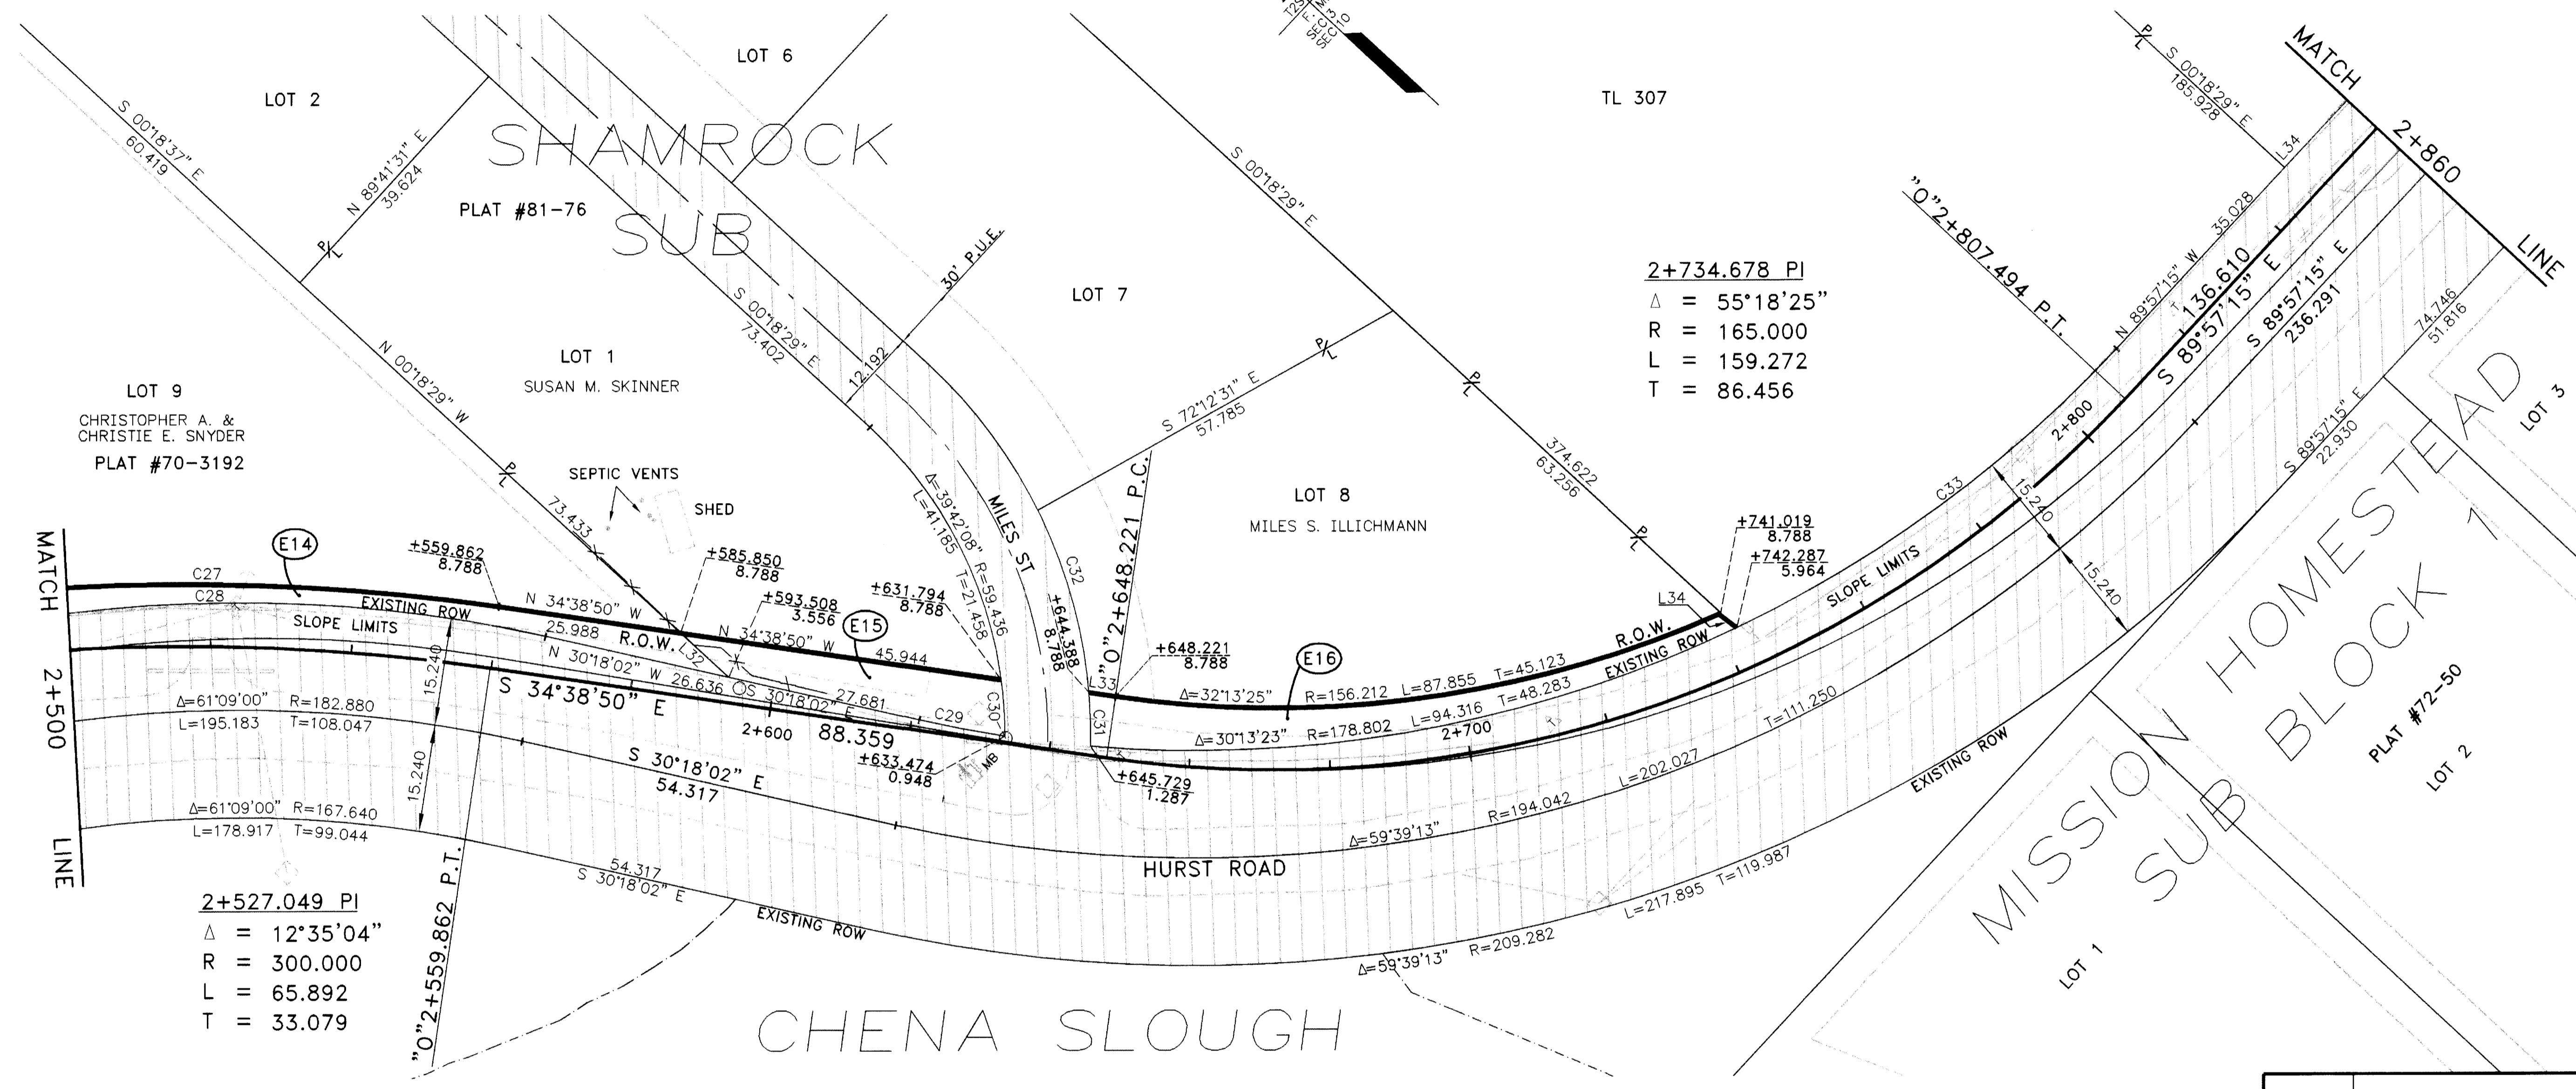 LOT 2
LOT 6
SHAMROCK
SUB
PLAT #81-76
S 00°18'37" E
60.419
N 89°41'31" E
39.624
P/L
N 00°18'29" W
73.433
P/L
LOT 9
CHRISTOPHER A. &
CHRISTIE E. SNYDER
PLAT #70-3192
LOT 1
SUSAN M. SKINNER
SEPTIC VENTS
SHED
S 00°18'29" E
73.402
12.192
30' P.U.E.
LOT 7
S 72°12'31" E
57.785
P/L
LOT 8
MILES S. ILLICHMANN
MILES ST
Δ=39°42'08" R=59.436
L=41.185 T=21.458
C32
"O"2+648.221 P.C.
S 00°18'29" E
P/L
374.622
63.256
P/L
TL 307
2+734.678 PI
Δ = 55°18'25"
R = 165.000
L = 159.272
T = 86.456
P/L
S 00°18'29" E
185.928
MATCH
2+860
LINE
L34
"O"2+807.494 P.T.
N 89°57'15" W 35.028
136.610
S 89°57'15" E
S 89°57'15" E
236.291
74.746
51.816
S 89°57'15" E
22.930
2+800
C33
15.240
15.240
SLOPE LIMITS
MATCH
2+500
LINE
E14
C27
C28
+559.862
8.788
EXISTING ROW
SLOPE LIMITS
N 34°38'50" W
25.988
R.O.W.
L32
+585.850
8.788
+593.508
3.556
N 34°38'50" W
45.944
E15
+631.794
8.788
N 30°18'02" W 26.636
S 30°18'02" E
27.681
C29
C30
S 34°38'50" E
88.359
2+600
+633.474
0.948
MB
+644.388
8.788
L33
C31
+648.221
8.788
+645.729
1.287
E16
Δ=32°13'25" R=156.212 L=87.855 T=45.123
Δ=30°13'23" R=178.802 L=94.316 T=48.283
2+700
R.O.W.
EXISTING ROW
L34
+741.019
8.788
+742.287
5.964
15.240
15.240
Δ=61°09'00" R=182.880
L=195.183 T=108.047
Δ=61°09'00" R=167.640
L=178.917 T=99.044
S 30°18'02" E
54.317
54.317
S 30°18'02" E
EXISTING ROW
HURST ROAD
Δ=59°39'13" R=194.042 L=202.027 T=111.250
Δ=59°39'13" R=209.282 L=217.895 T=119.987
EXISTING ROW
2+527.049 PI
Δ = 12°35'04"
R = 300.000
L = 65.892
T = 33.079
"O"2+559.862 P.T.
CHENA SLOUGH
MISSION HOMESTEAD
SUB BLOCK 1
PLAT #72-50
LOT 1
LOT 2
LOT 3